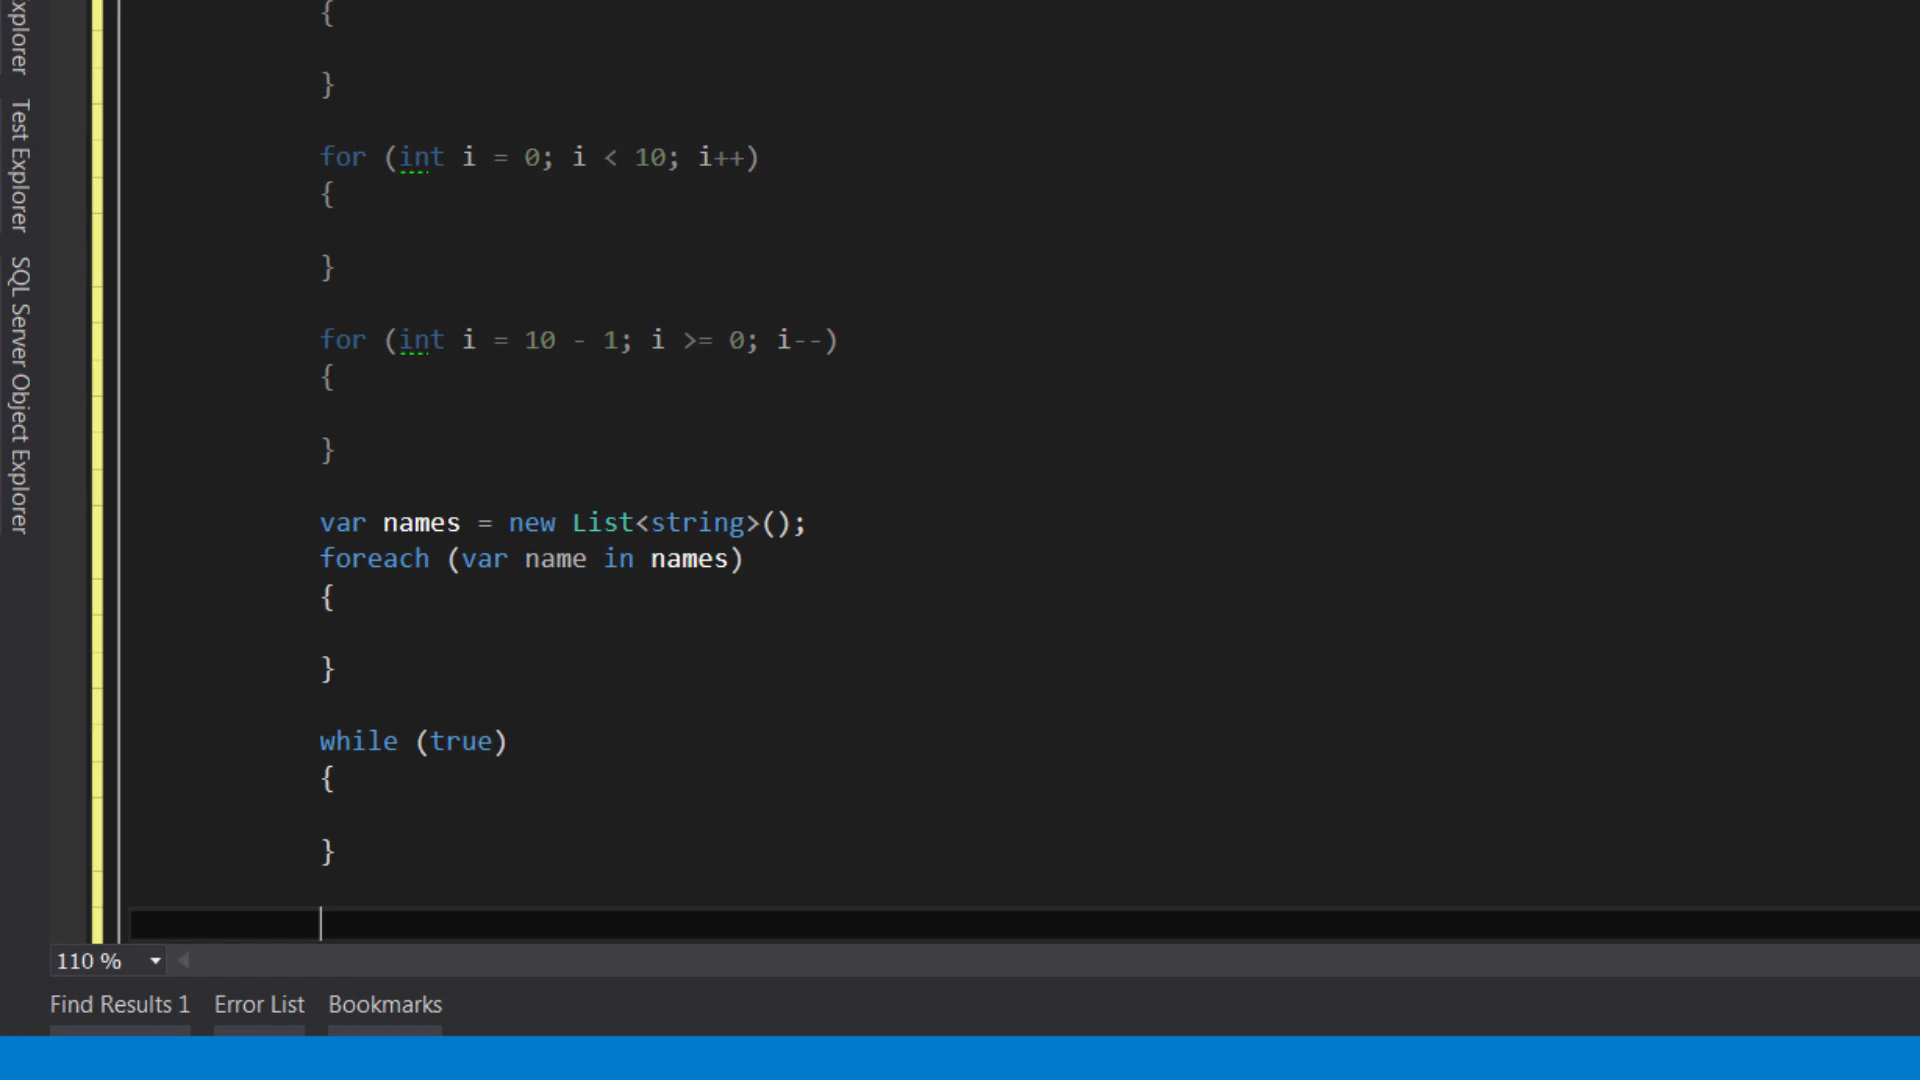 xplorer
Test Explorer
SQL Server Object Explorer
{
}
for (int i = 0; i < 10; i++)
{
}
for (int i = 10 - 1; i >= 0; i--)
{
}
var names = new List<string>();
foreach (var name in names)
{
}
while (true)
{
}
110 %
Find Results 1 Error List Bookmarks